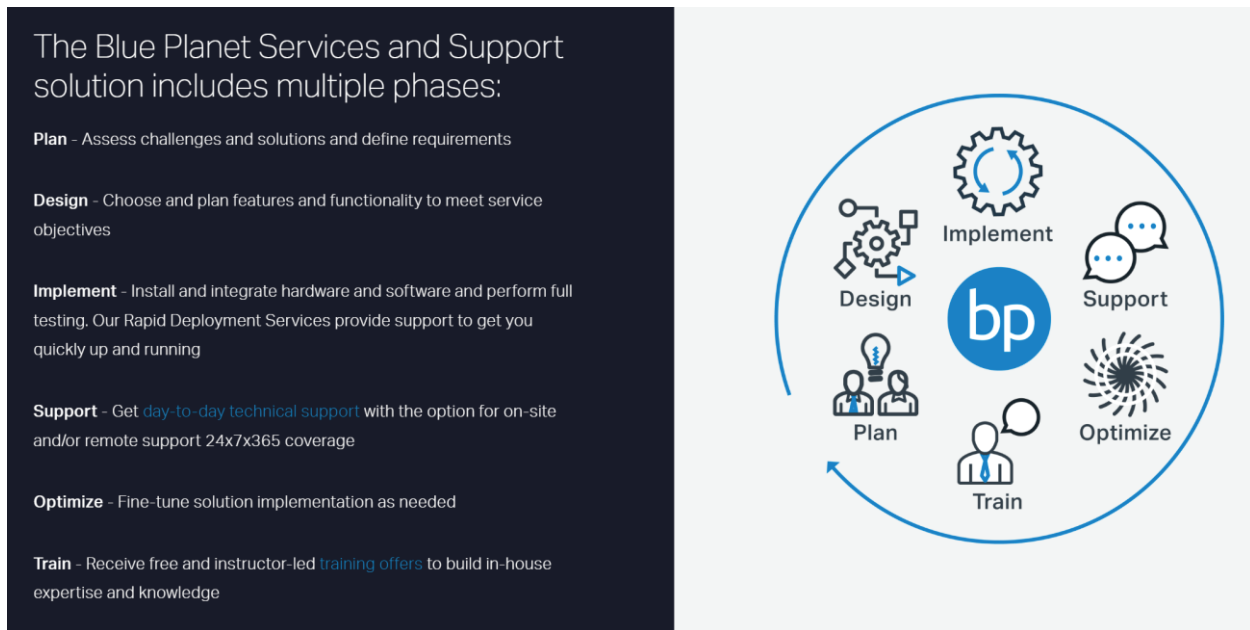 The Blue Planet Services and Support
solution includes multiple phases:
Plan - Assess challenges and solutions and define requirements
Design - Choose and plan features and functionality to meet service
objectives
Implement - Install and integrate hardware and software and perform full
testing. Our Rapid Deployment Services provide support to get you
quickly up and running
Support - Get day-to-day technical support with the option for on-site
and/or remote support 24x7x365 coverage
Optimize - Fine-tune solution implementation as needed
Train - Receive free and instructor-led training offers to build in-house
expertise and knowledge
Implement
Design
Support
bp
Plan
Optimize
Train